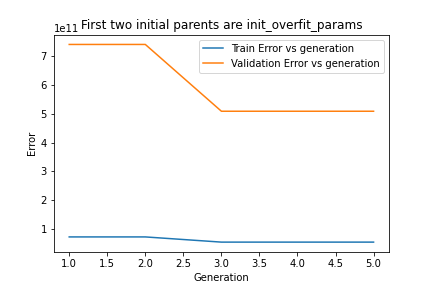 First two initial parents are init_overfit_params
1e11
Train Error vs generation
Validation Error vs generation
7
6
5
4
3
2
1
Error
1.0 1.5 2.0 2.5 3.0 3.5 4.0 4.5 5.0
Generation